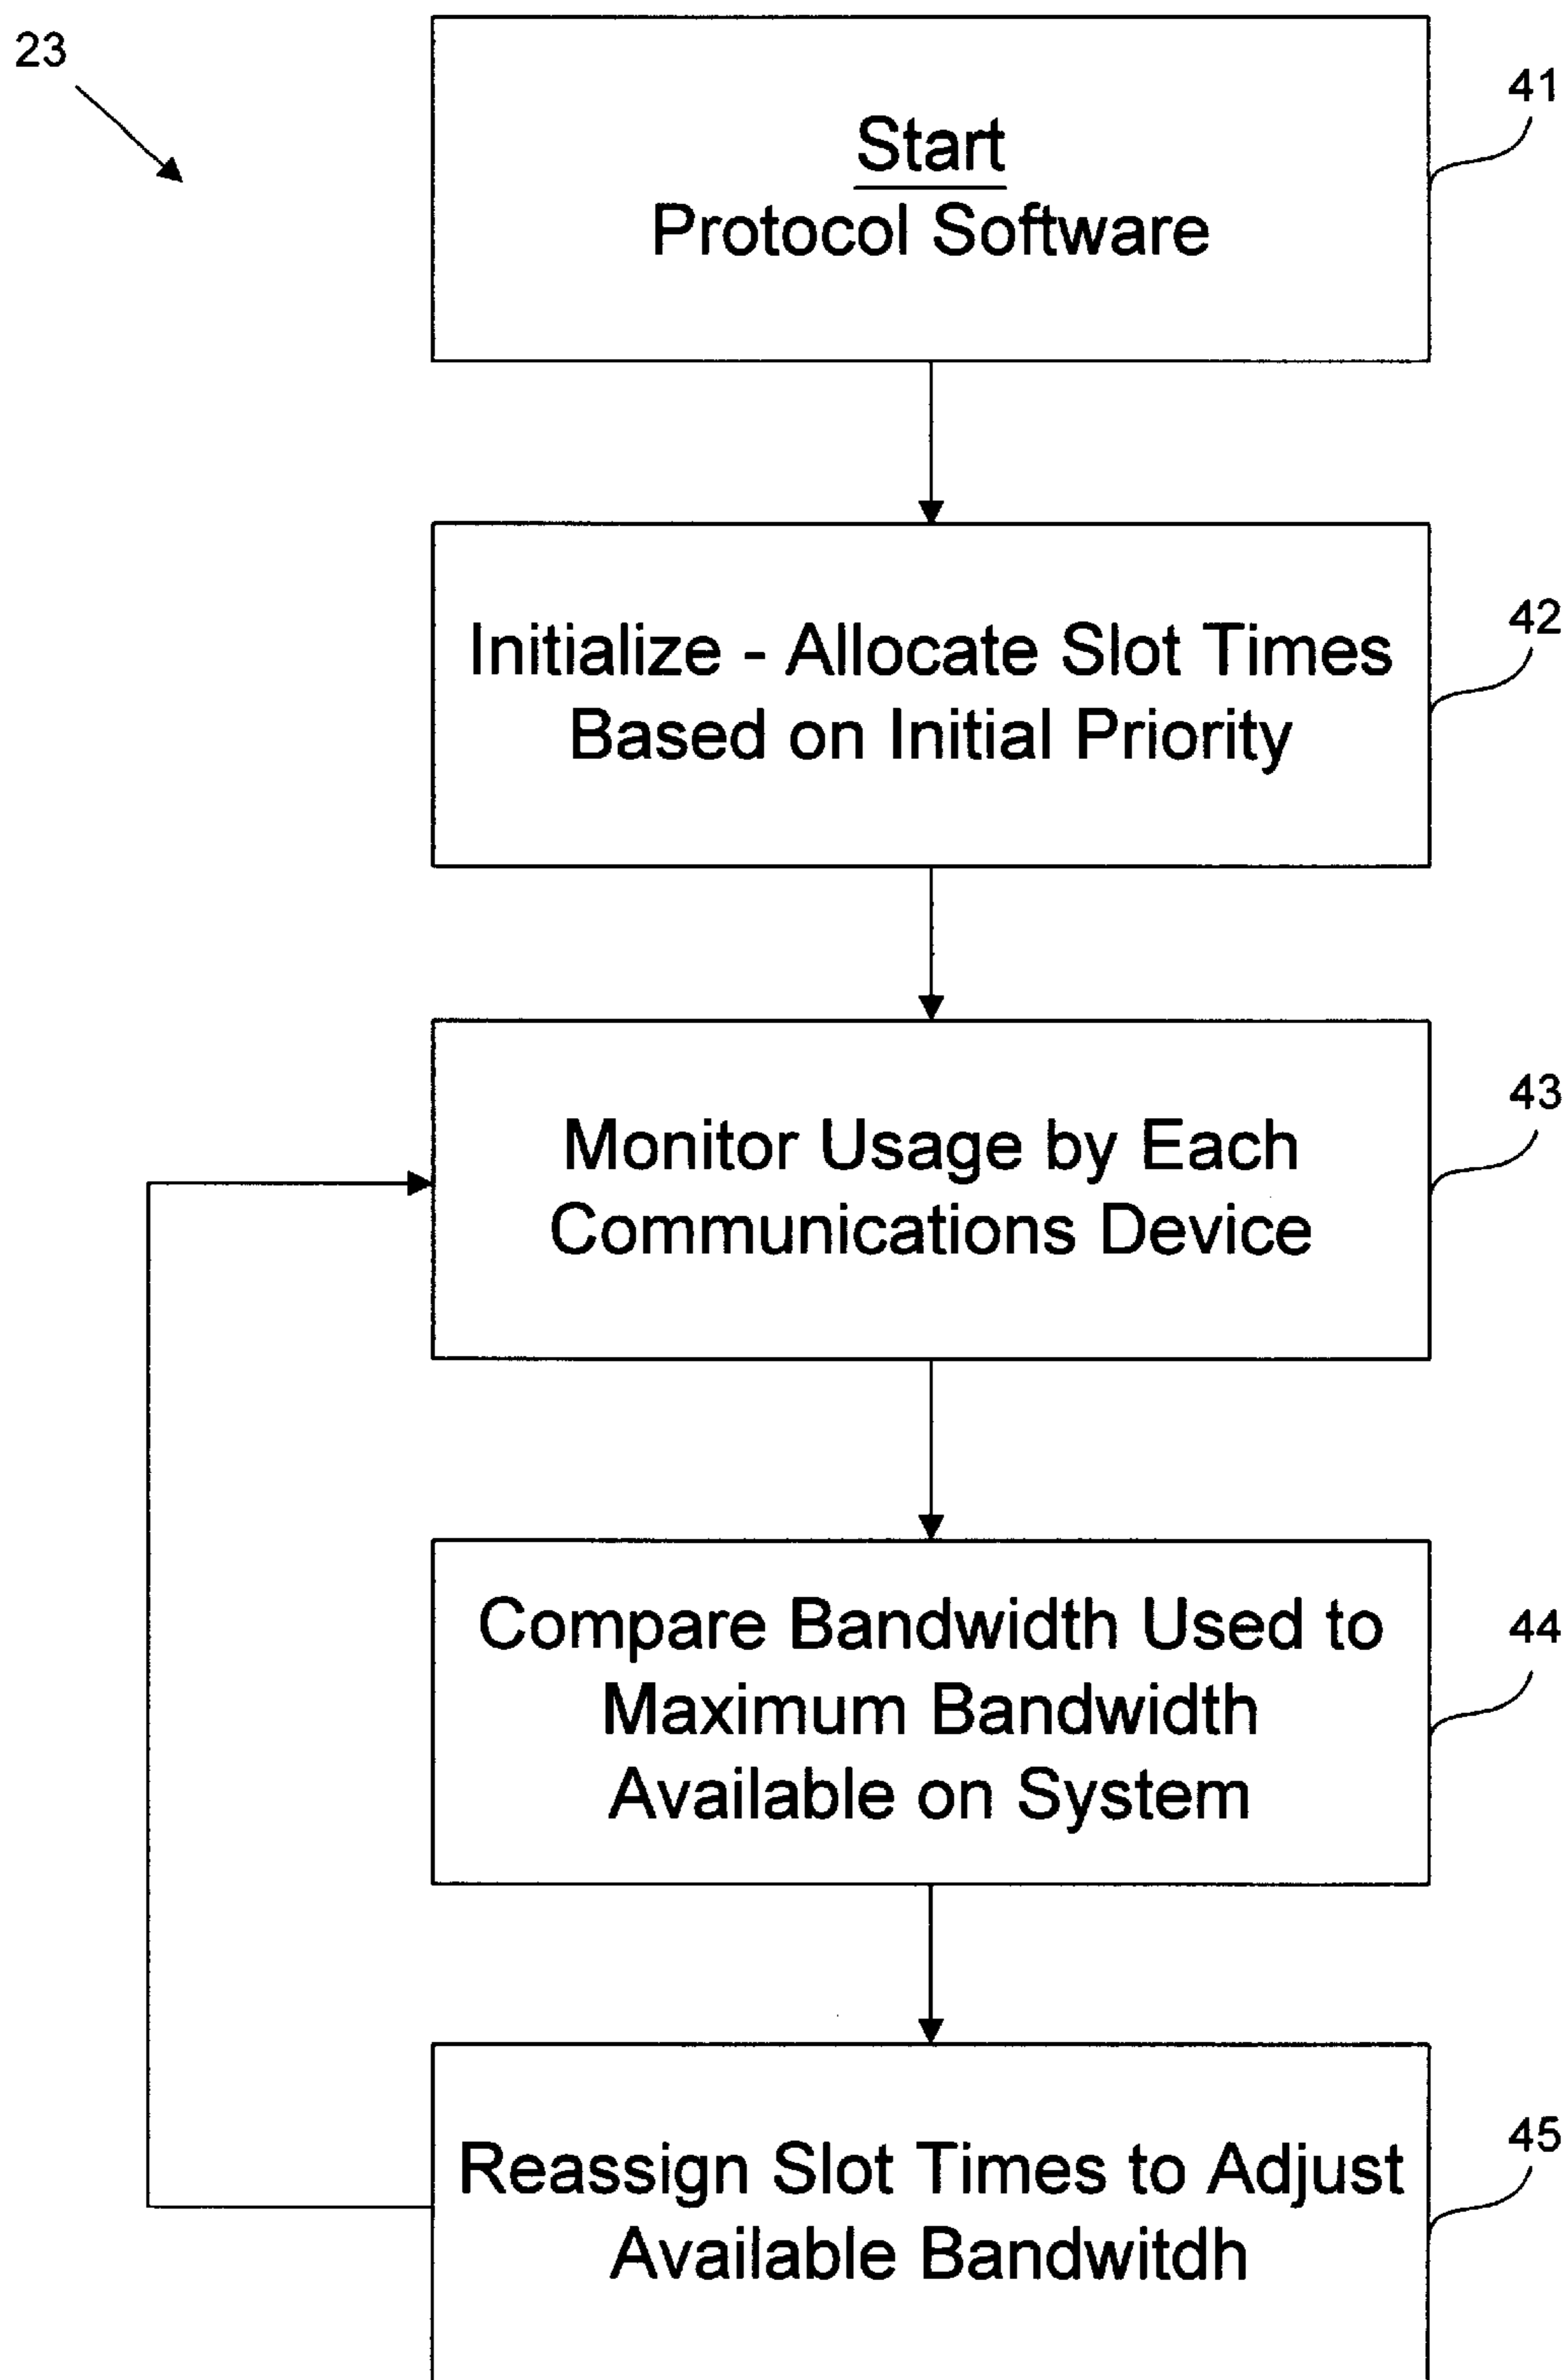 23
41
Start
Protocol Software
42
Initialize - Allocate Slot Times
Based on Initial Priority
43
Monitor Usage by Each
Communications Device
44
Compare Bandwidth Used to
Maximum Bandwidth
Available on System
45
Reassign Slot Times to Adjust
Available Bandwitdh